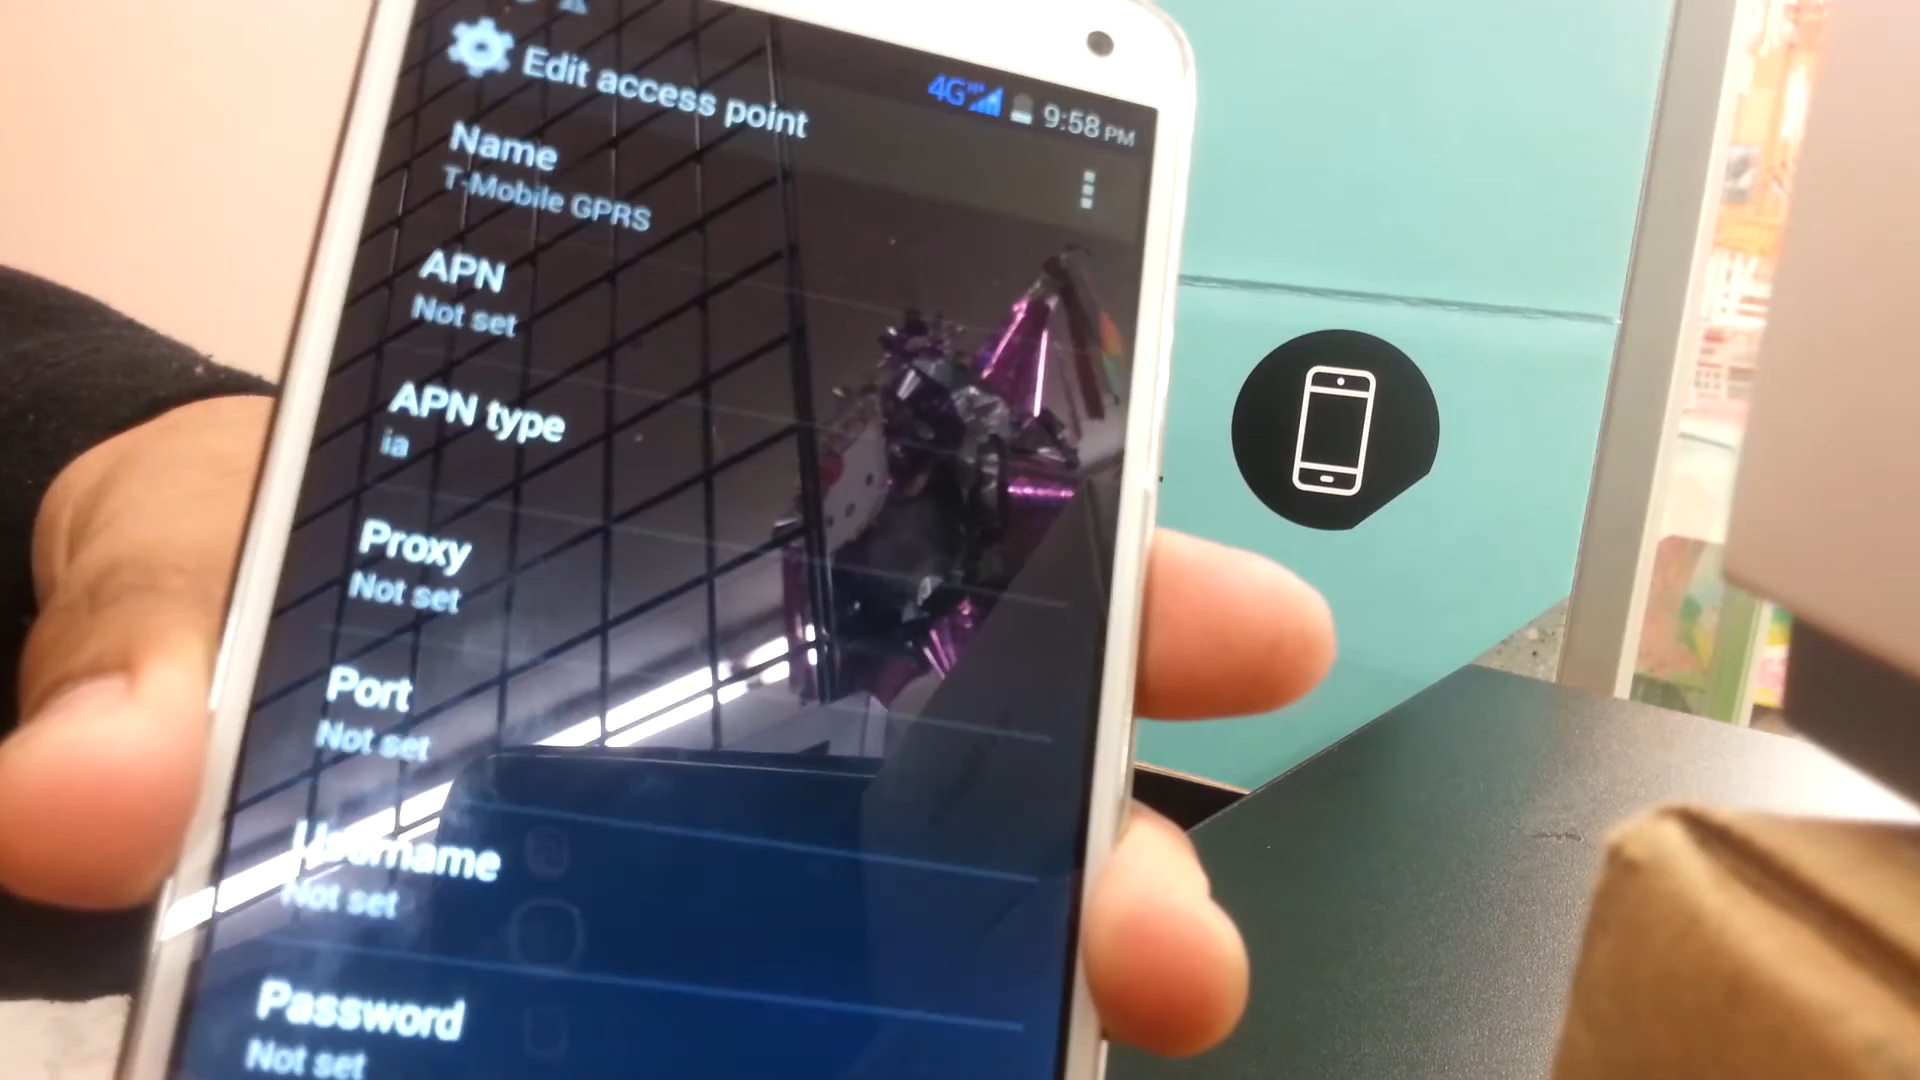 Edit access point
4G
9:58 PM
Name
T-Mobile GPRS
APN
Not set
APN type
ia
Proxy
Not set
Port
Not set
Username
Not set
Password
Not set